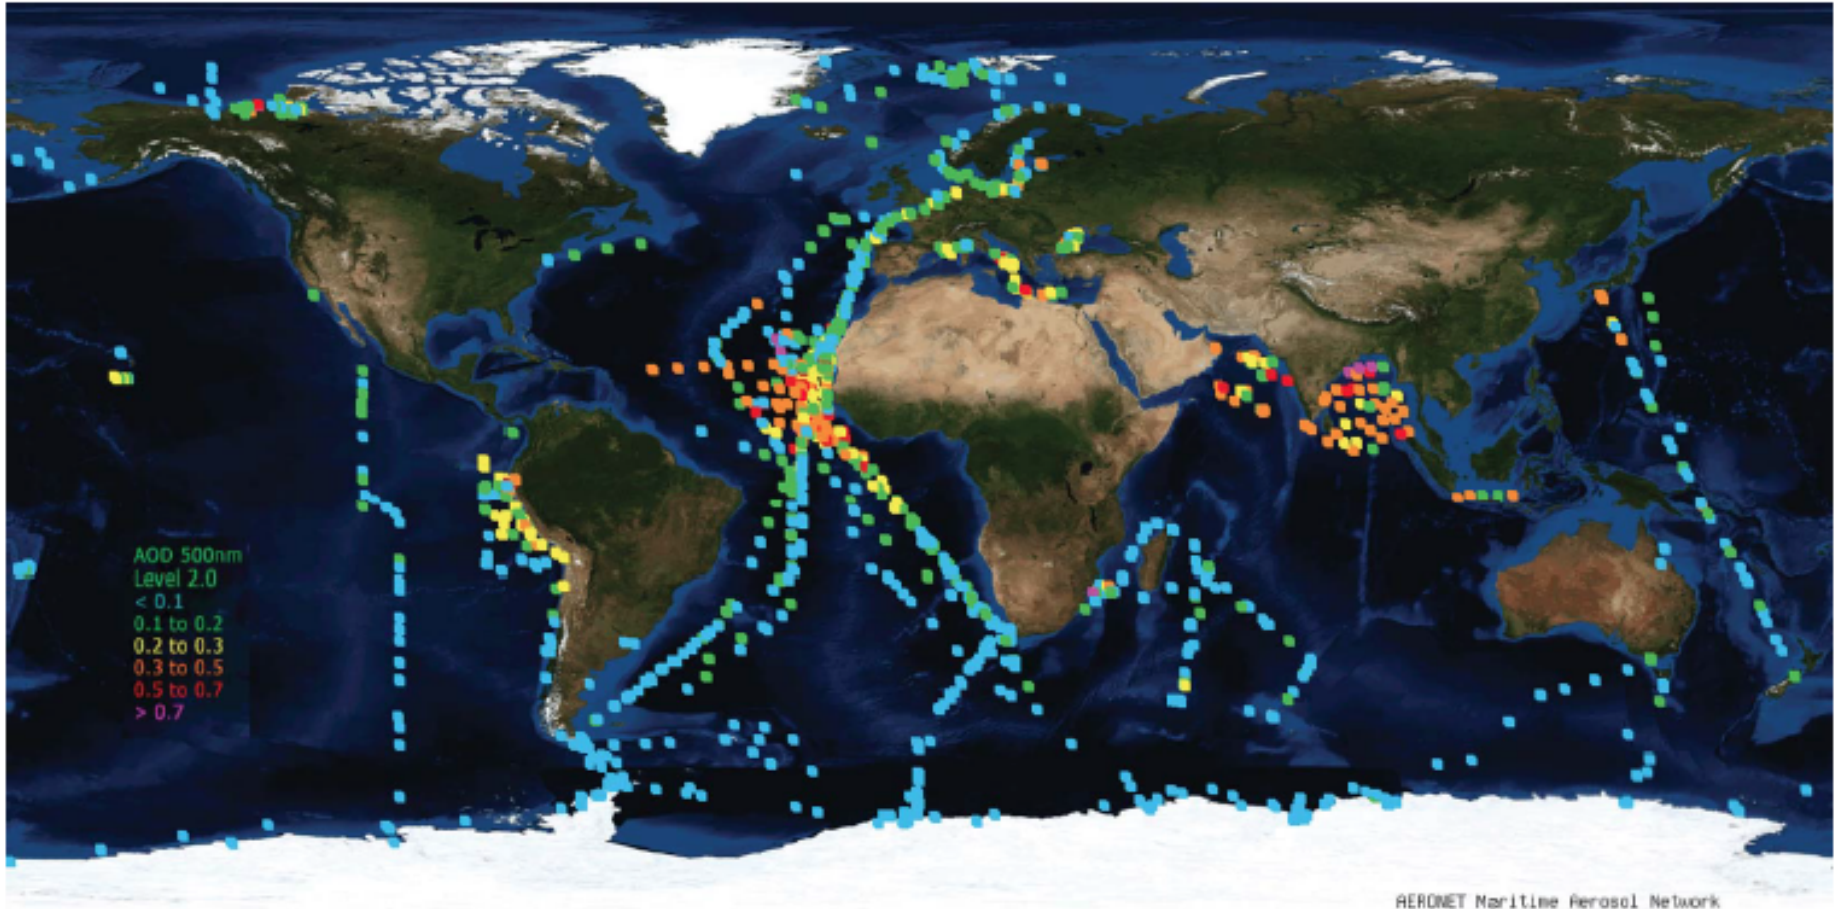 AOD 500nm
Level 2.0
< 0.1
0.1 to 0.2
0.2 to 0.3
0.3 to 0.5
0.5 to 0.7
> 0.7
AERONET Maritime Aerosol Network